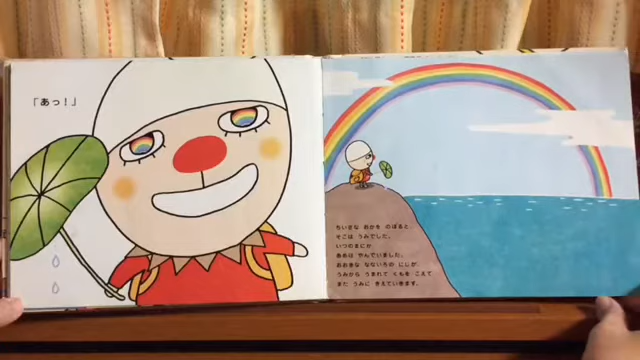 「あっ！」
ちいさな おかを のぼると、
そこは うみでした。
いつのまにか
あめは やんでいました。
おおきな なないろの にじが、
うみから うまれて くもを こえて
また うみに きえていきます。